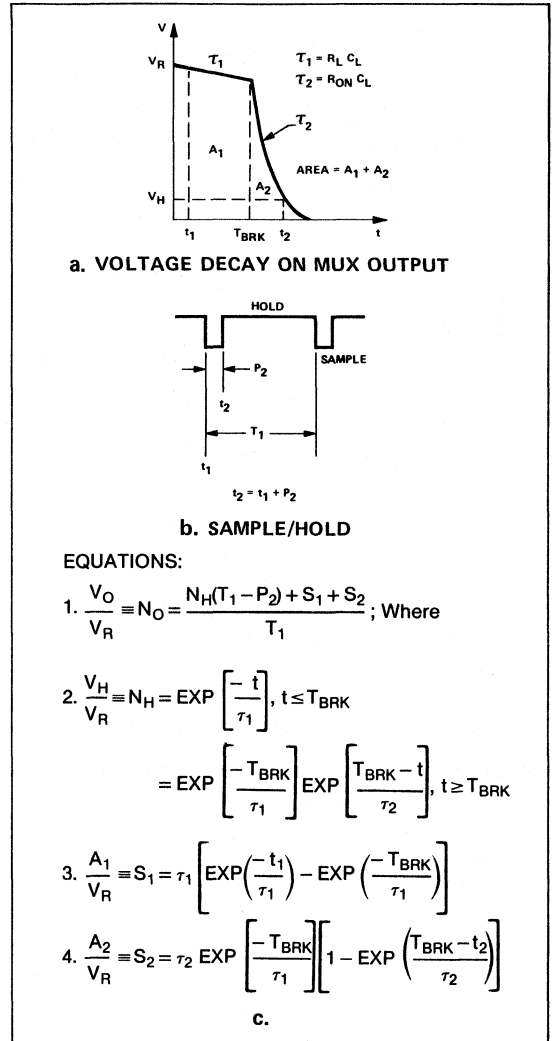 V
V_R
τ_1
τ_1 = R_L C_L
τ_2 = R_ON C_L
τ_2
A_1
A_2
AREA = A_1 + A_2
V_H
t_1
T_BRK
t_2
t
a. VOLTAGE DECAY ON MUX OUTPUT
HOLD
SAMPLE
P_2
t_2
T_1
t_1
t_2 = t_1 + P_2
b. SAMPLE/HOLD
EQUATIONS:
1. V_O/V_R ≡ N_O = (N_H(T_1 − P_2) + S_1 + S_2)/T_1 ; Where
2. V_H/V_R ≡ N_H = EXP [−t/τ_1], t ≤ T_BRK
= EXP [−T_BRK/τ_1] EXP [(T_BRK − t)/τ_2], t ≥ T_BRK
3. A_1/V_R ≡ S_1 = τ_1 [EXP(−t_1/τ_1) − EXP(−T_BRK/τ_1)]
4. A_2/V_R ≡ S_2 = τ_2 EXP [−T_BRK/τ_1] [1 − EXP((T_BRK − t_2)/τ_2)]
c.